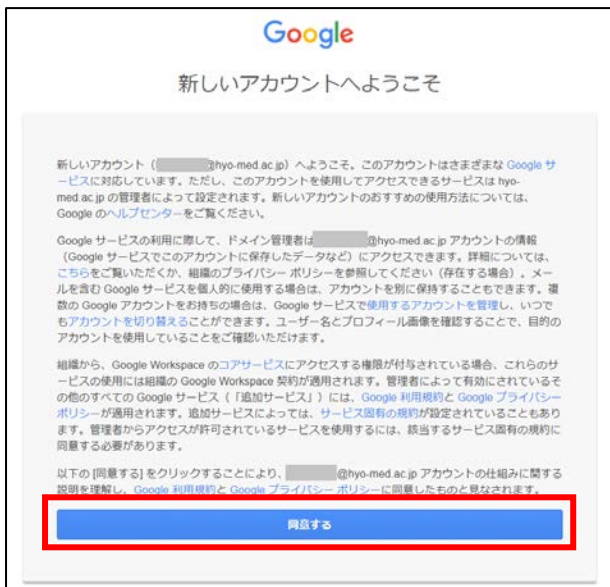 Google
新しいアカウントへようこそ
新しいアカウント（ @hyo-med.ac.jp）へようこそ。このアカウントはさまざまな Google サ
ービスに対応しています。ただし、このアカウントを使用してアクセスできるサービスは hyo-
med.ac.jp の管理者によって設定されます。新しいアカウントのおすすめの使用方法については、
Google のヘルプセンターをご覧ください。
Google サービスの利用に際して、ドメイン管理者は @hyo-med.ac.jp アカウントの情報
（Google サービスでこのアカウントに保存したデータなど）にアクセスできます。詳細については、
こちらをご覧いただくか、組織のプライバシー ポリシーを参照してください（存在する場合）。メー
ルを含む Google サービスを個人的に使用する場合は、アカウントを別に保持することもできます。複
数の Google アカウントをお持ちの場合は、Google サービスで使用するアカウントを管理し、いつで
もアカウントを切り替えることができます。ユーザー名とプロフィール画像を確認することで、目的の
アカウントを使用していることをご確認いただけます。
組織から、Google Workspace のコアサービスにアクセスする権限が付与されている場合、これらのサ
ービスの使用には組織の Google Workspace 契約が適用されます。管理者によって有効にされているそ
の他のすべての Google サービス（「追加サービス」）には、Google 利用規約と Google プライバシー
ポリシーが適用されます。追加サービスによっては、サービス固有の規約が設定されていることもあり
ます。管理者からアクセスが許可されているサービスを使用するには、該当するサービス固有の規約に
同意する必要があります。
以下の [同意する] をクリックすることにより、 @hyo-med.ac.jp アカウントの仕組みに関する
説明を理解し、Google 利用規約と Google プライバシー ポリシーに同意したものと見なされます。
同意する